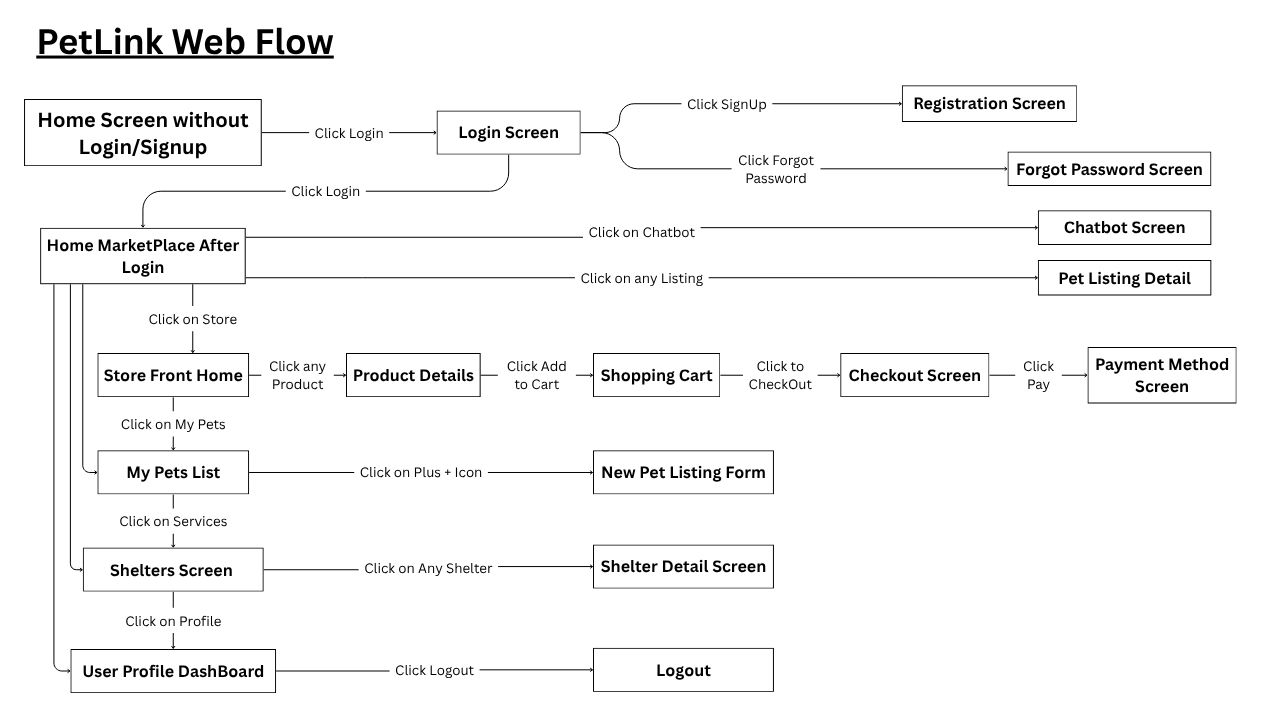 PetLink Web Flow
Home Screen without
Login/Signup
Click Login
Login Screen
Click SignUp
Registration Screen
Click Forgot
Password
Forgot Password Screen
Click Login
Home MarketPlace After
Login
Click on Chatbot
Chatbot Screen
Click on any Listing
Pet Listing Detail
Click on Store
Store Front Home
Click any
Product
Product Details
Click Add
to Cart
Shopping Cart
Click to
CheckOut
Checkout Screen
Click
Pay
Payment Method
Screen
Click on My Pets
My Pets List
Click on Plus + Icon
New Pet Listing Form
Click on Services
Shelters Screen
Click on Any Shelter
Shelter Detail Screen
Click on Profile
User Profile DashBoard
Click Logout
Logout